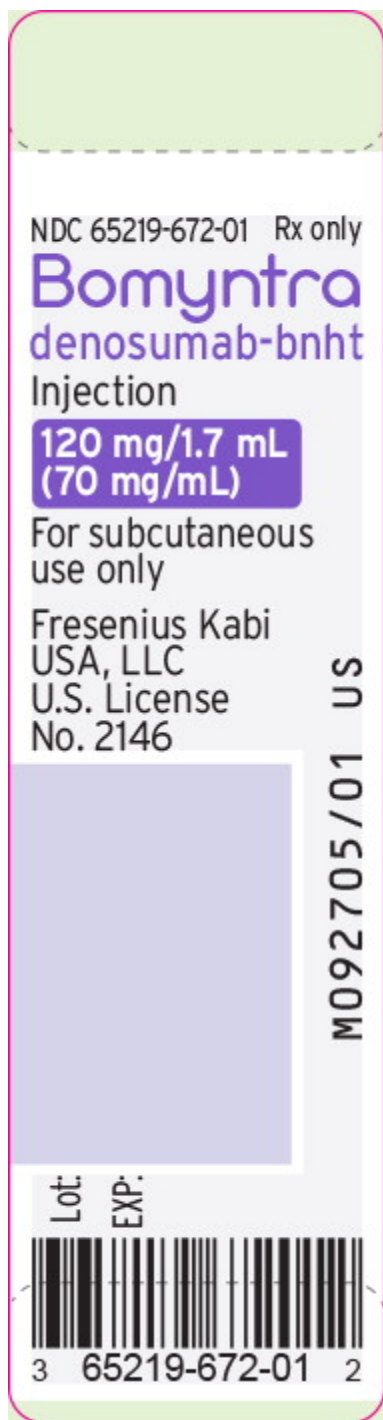 NDC 65219-672-01 Rx only
Bomyntra
denosumab-bnht
Injection
120 mg/1.7 mL
(70 mg/mL)
For subcutaneous
use only
Fresenius Kabi
USA, LLC
U.S. License
No. 2146
M092705/01 US
Lot:
EXP:
3 65219-672-01 2